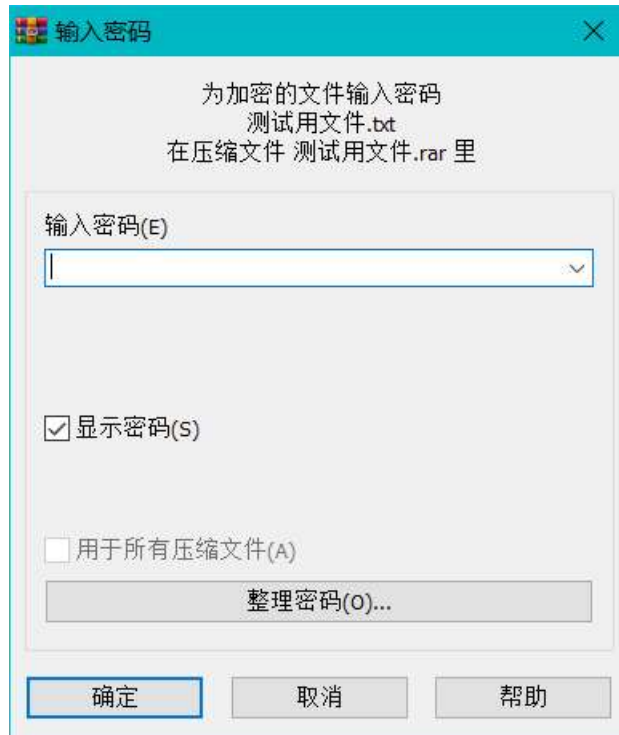 输入密码
为加密的文件输入密码
测试用文件.txt
在压缩文件 测试用文件.rar 里
输入密码(E)
显示密码(S)
用于所有压缩文件(A)
整理密码(O)...
确定
取消
帮助